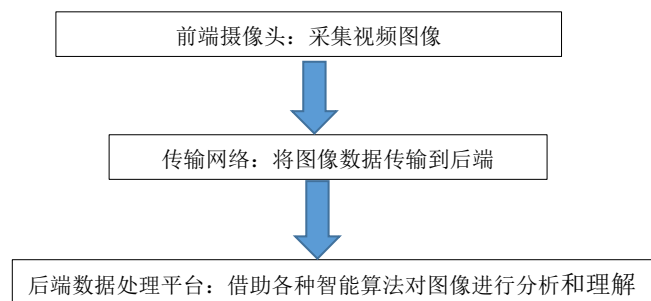 前端摄像头：采集视频图像
传输网络：将图像数据传输到后端
后端数据处理平台：借助各种智能算法对图像进行分析和理解